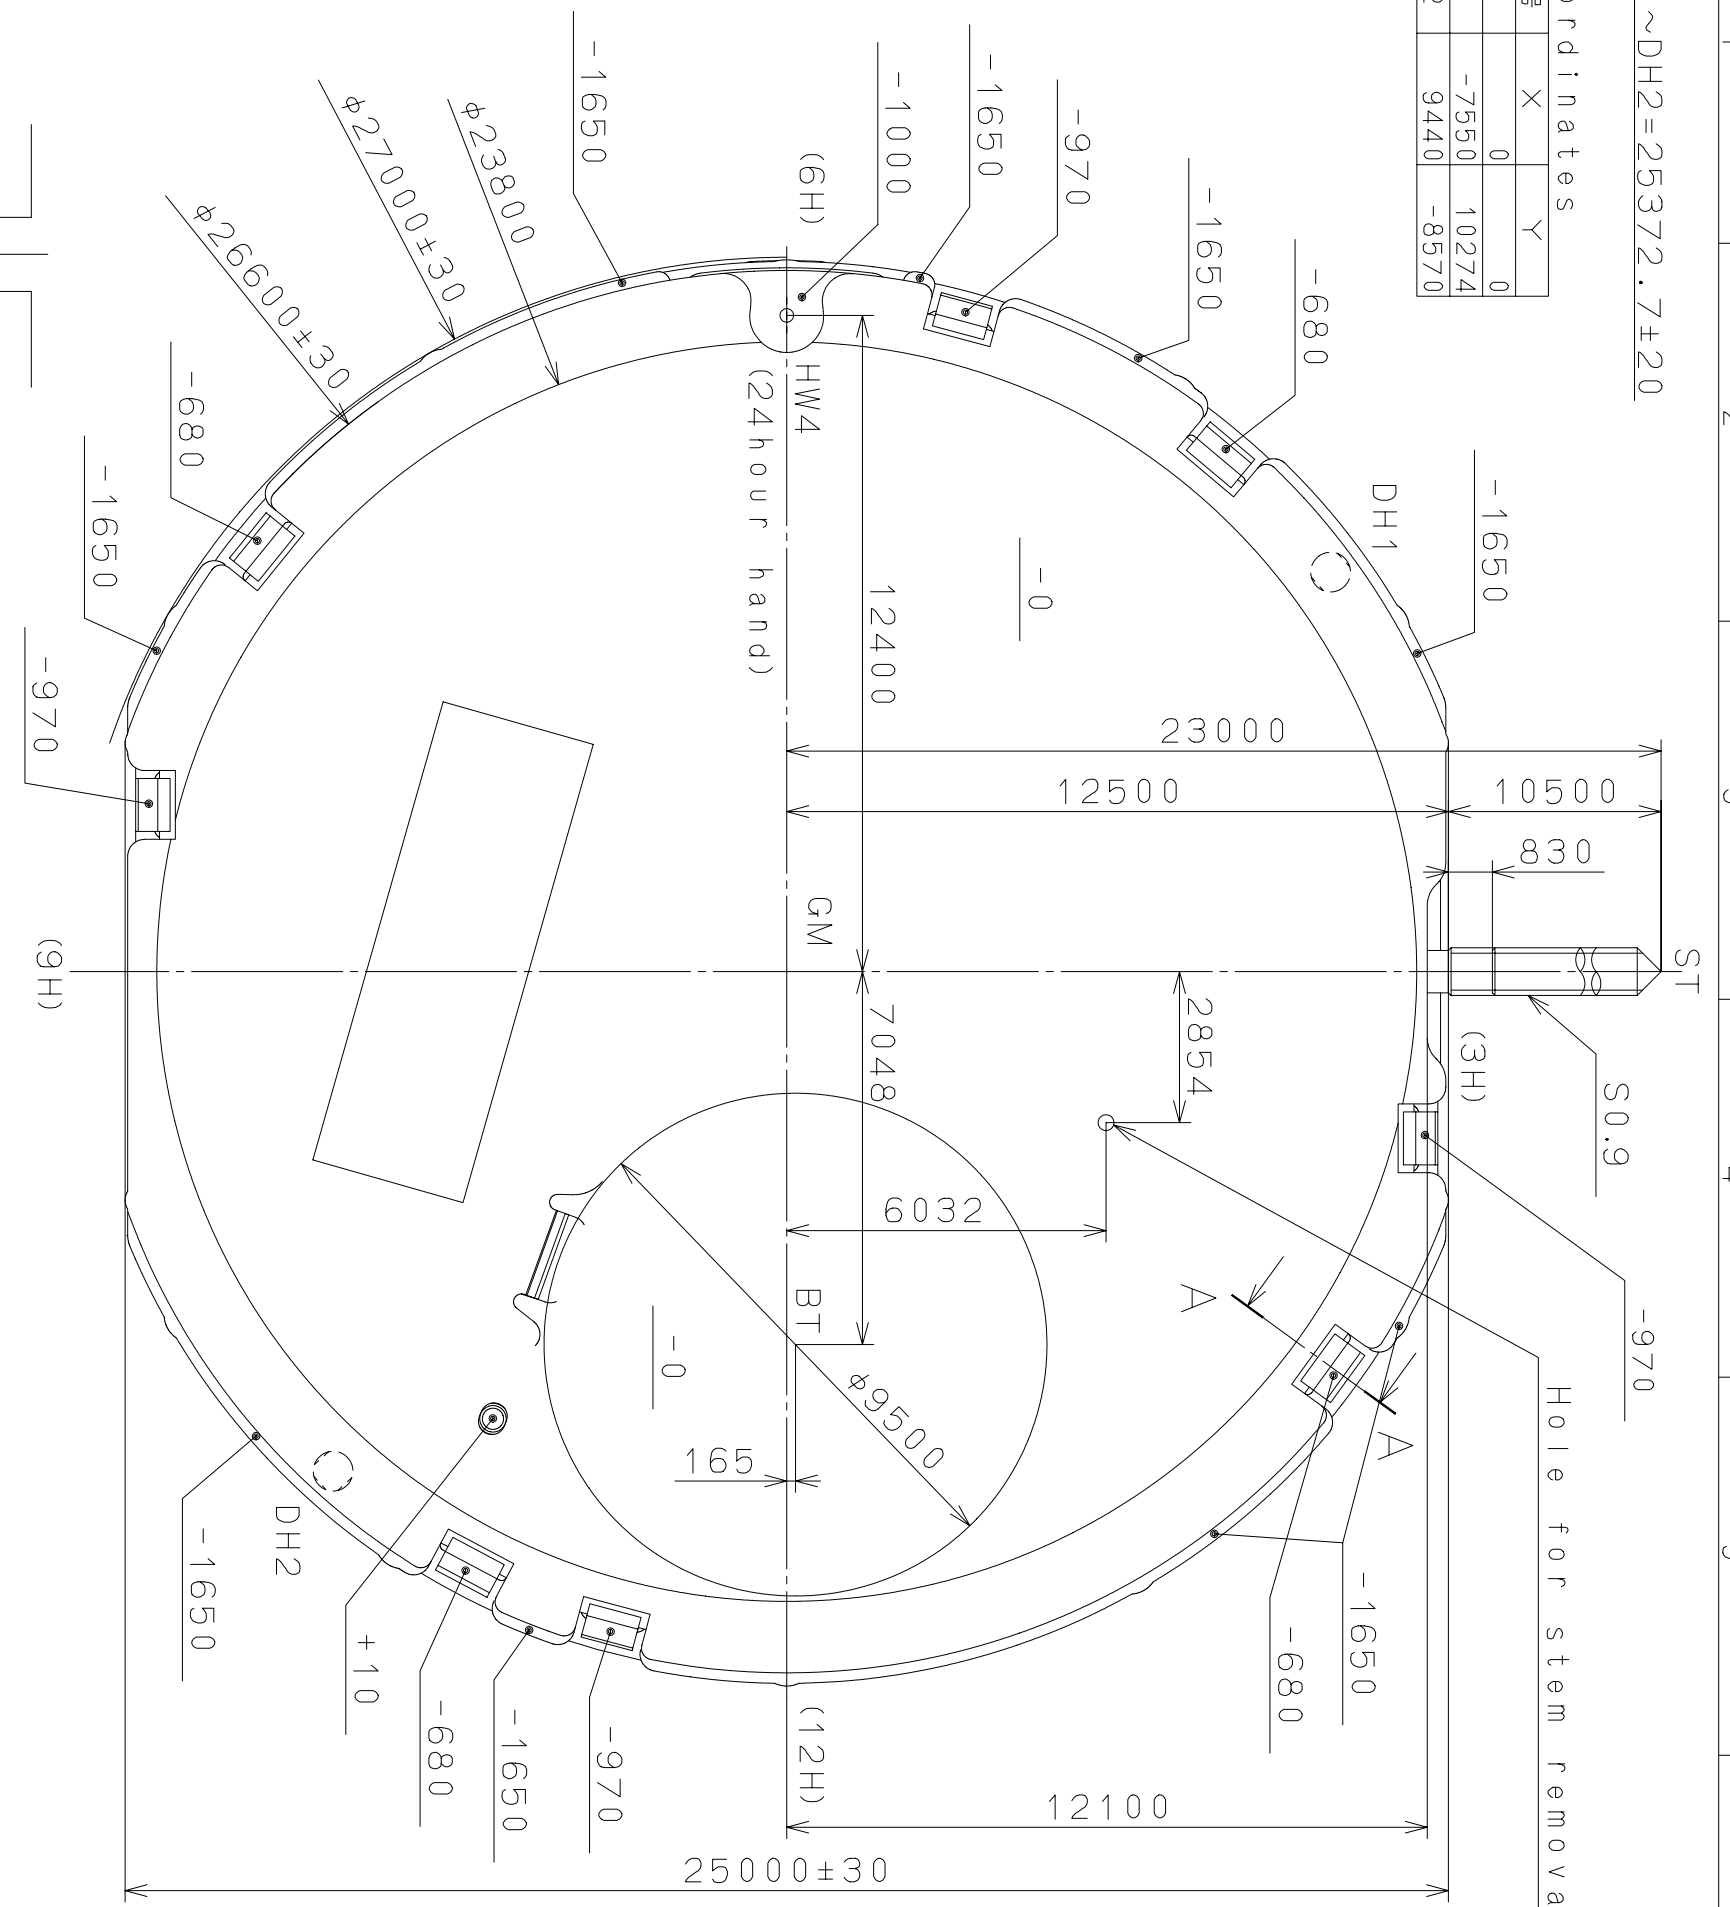 ~DH2=25372.7±20
ordinates
X Y
0 0
-7550 10274
9440 -8570
-1650
-1000
(6H)
-1650
-970
-1650
-680
-1650
DH1
φ23800
φ27000±30
φ26600±30
-680
-1650
-970
HW4
(24hour hand)
-0
12400
23000
12500
10500
830
ST
GM
(9H)
(3H)
S0.9
7048
2854
6032
BT
φ9500
165
-0
A
A
-970
Hole for stem remova
-1650
-680
DH2
-1650
+10
-680
-1650
-970
(12H)
12100
25000±30
2
4